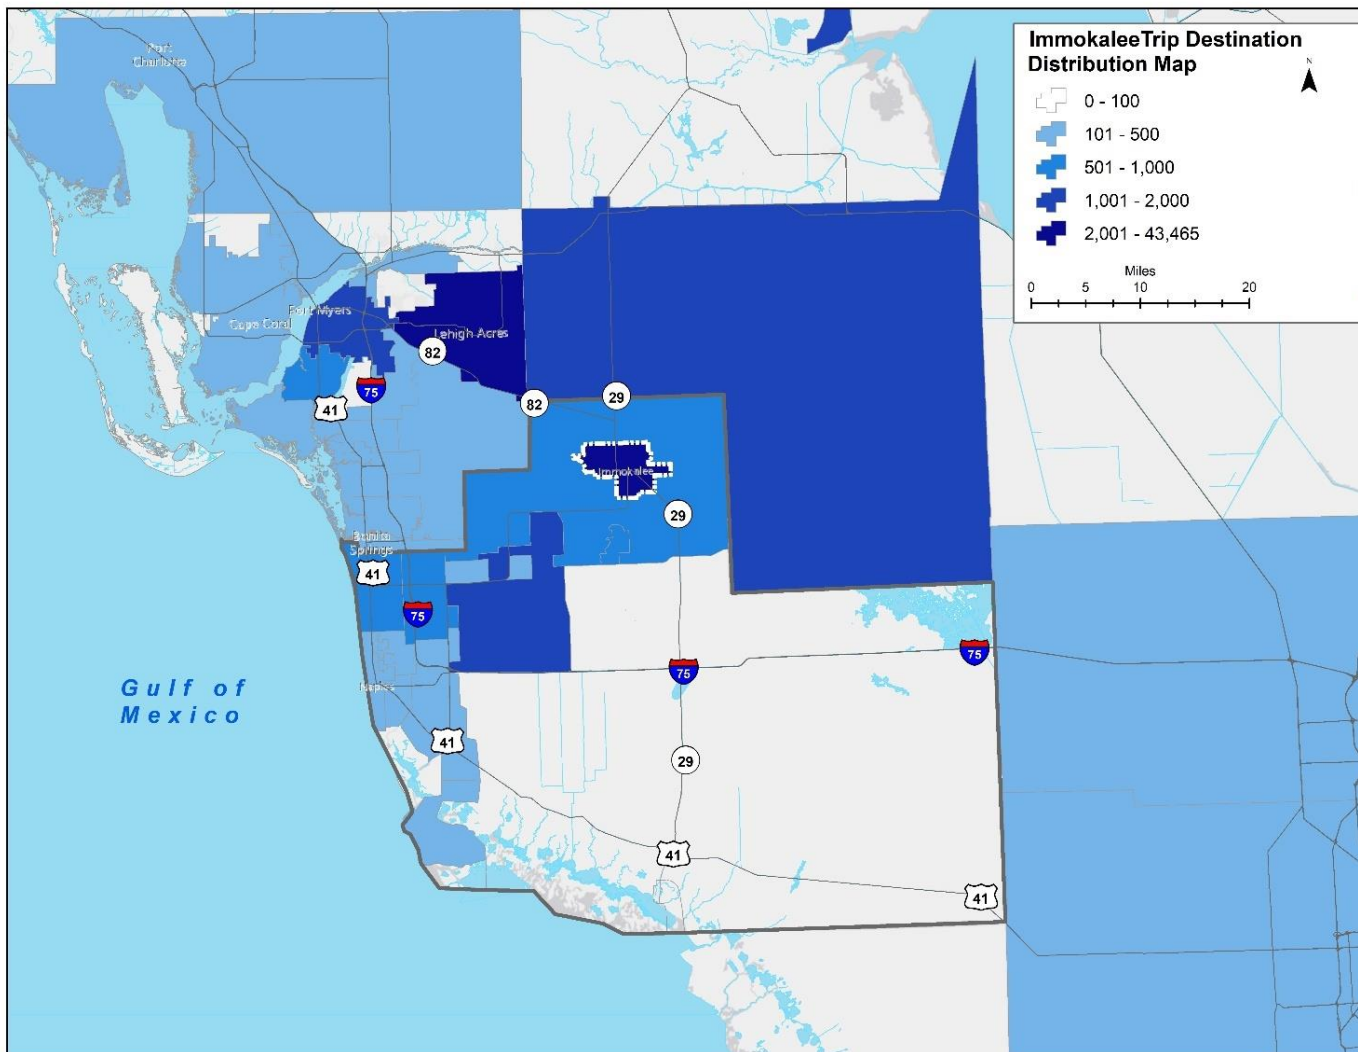 ImmokaleeTrip Destination
Distribution Map
N
0 - 100
101 - 500
501 - 1,000
1,001 - 2,000
2,001 - 43,465
Miles
0 5 10 20
Port
Charlotte
Fort Myers
Cape Coral
Lehigh Acres
82
75
41
82
29
Immokalee
29
Bonita
Springs
41
75
75
75
Naples
Gulf of
Mexico
41
29
41
41